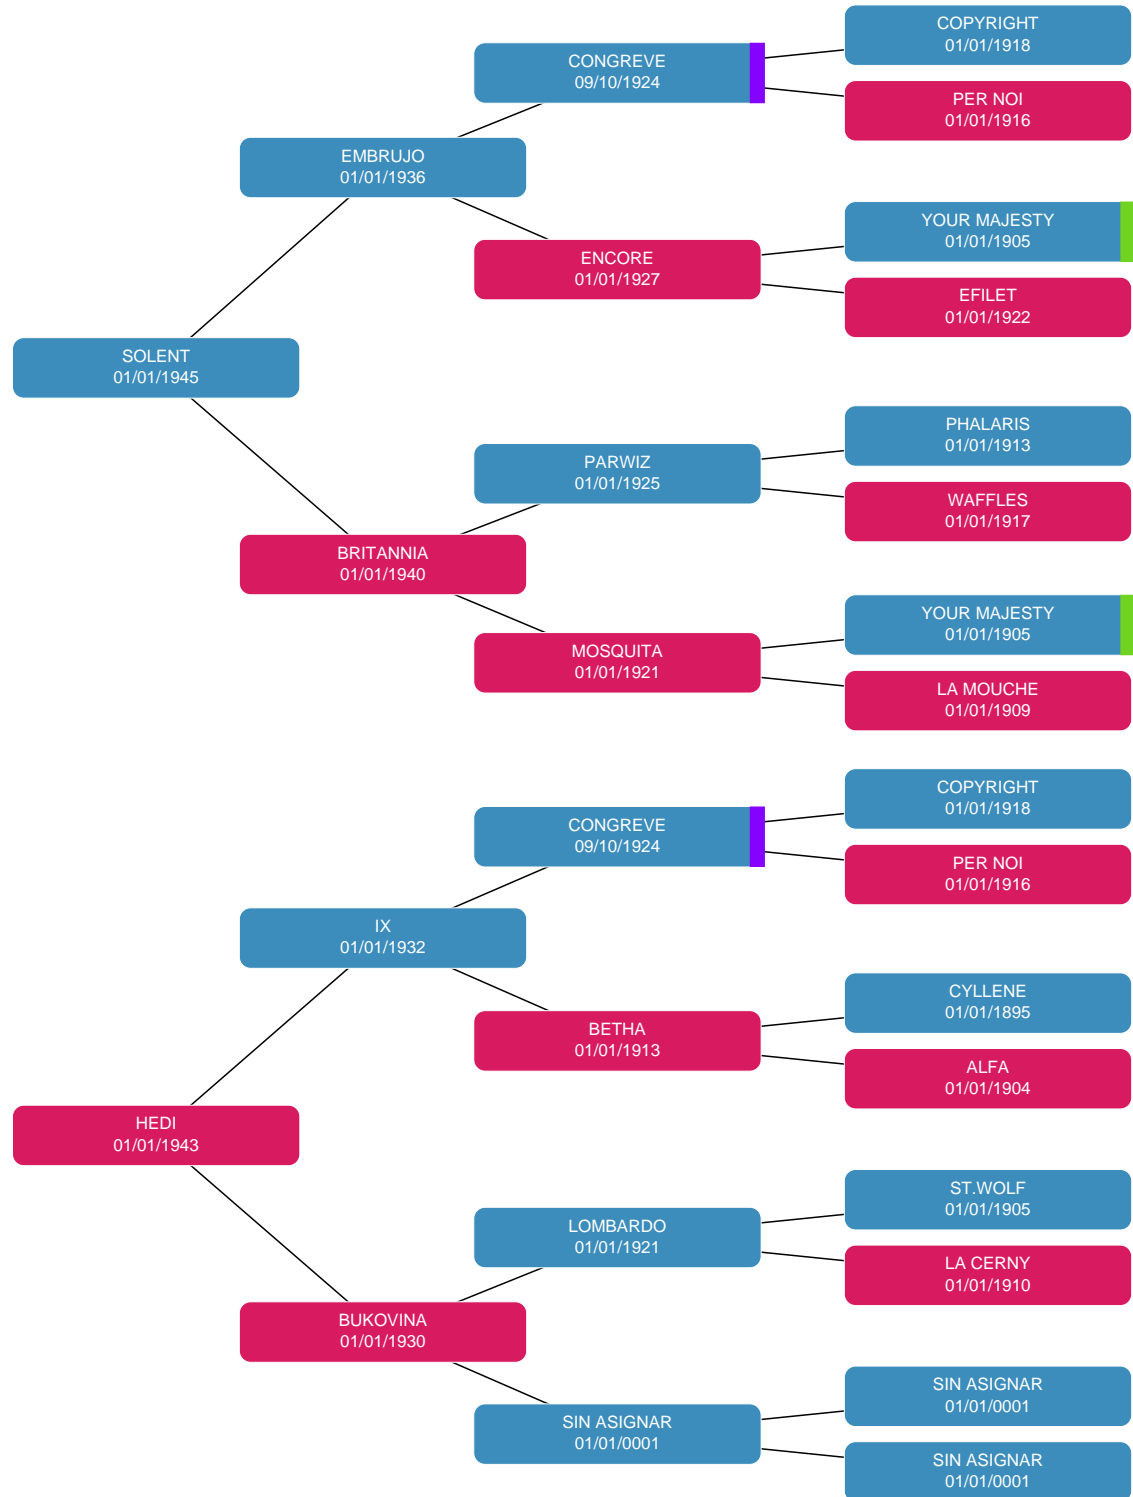 COPYRIGHT
01/01/1918
CONGREVE
09/10/1924
PER NOI
01/01/1916
EMBRUJO
01/01/1936
YOUR MAJESTY
01/01/1905
ENCORE
01/01/1927
EFILET
01/01/1922
SOLENT
01/01/1945
PHALARIS
01/01/1913
PARWIZ
01/01/1925
WAFFLES
01/01/1917
BRITANNIA
01/01/1940
YOUR MAJESTY
01/01/1905
MOSQUITA
01/01/1921
LA MOUCHE
01/01/1909
COPYRIGHT
01/01/1918
CONGREVE
09/10/1924
PER NOI
01/01/1916
IX
01/01/1932
CYLLENE
01/01/1895
BETHA
01/01/1913
ALFA
01/01/1904
HEDI
01/01/1943
ST.WOLF
01/01/1905
LOMBARDO
01/01/1921
LA CERNY
01/01/1910
BUKOVINA
01/01/1930
SIN ASIGNAR
01/01/0001
SIN ASIGNAR
01/01/0001
SIN ASIGNAR
01/01/0001